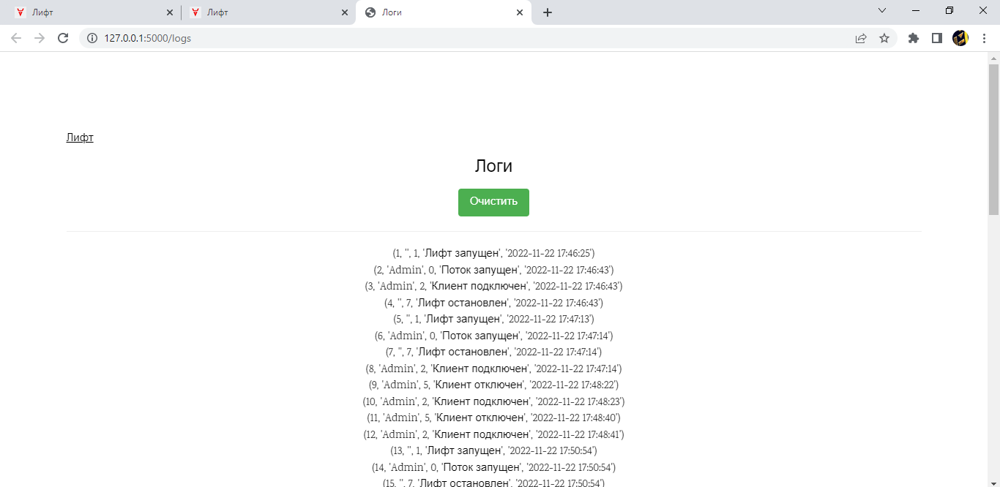 Лифт
Лифт
Логи
127.0.0.1:5000/logs
Лифт
Логи
Очистить
(1, '', 1, 'Лифт запущен', '2022-11-22 17:46:25')
(2, 'Admin', 0, 'Поток запущен', '2022-11-22 17:46:43')
(3, 'Admin', 2, 'Клиент подключен', '2022-11-22 17:46:43')
(4, '', 7, 'Лифт остановлен', '2022-11-22 17:46:43')
(5, '', 1, 'Лифт запущен', '2022-11-22 17:47:13')
(6, 'Admin', 0, 'Поток запущен', '2022-11-22 17:47:14')
(7, '', 7, 'Лифт остановлен', '2022-11-22 17:47:14')
(8, 'Admin', 2, 'Клиент подключен', '2022-11-22 17:47:14')
(9, 'Admin', 5, 'Клиент отключен', '2022-11-22 17:48:22')
(10, 'Admin', 2, 'Клиент подключен', '2022-11-22 17:48:23')
(11, 'Admin', 5, 'Клиент отключен', '2022-11-22 17:48:40')
(12, 'Admin', 2, 'Клиент подключен', '2022-11-22 17:48:41')
(13, '', 1, 'Лифт запущен', '2022-11-22 17:50:54')
(14, 'Admin', 0, 'Поток запущен', '2022-11-22 17:50:54')
(15, '', 7, 'Лифт остановлен', '2022-11-22 17:50:54')